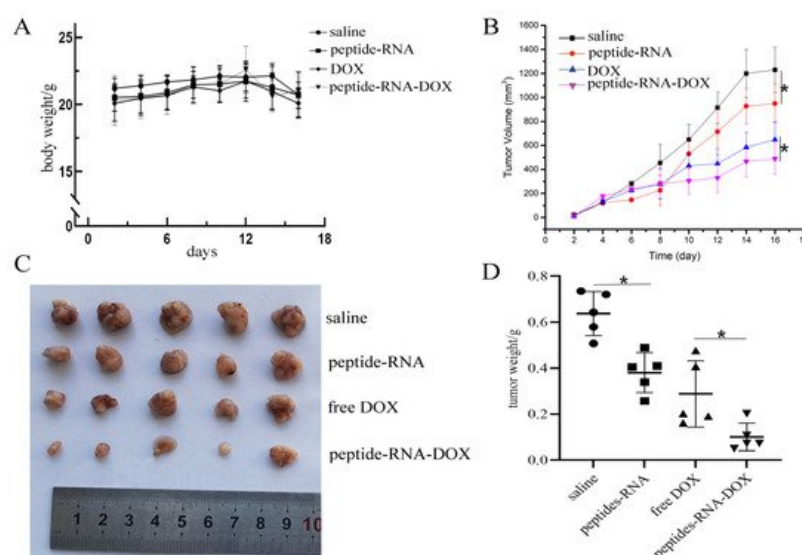 A
25
20
15
0
body weight/g
0
6
12
18
days
saline
peptide-RNA
DOX
peptide-RNA-DOX
B
1400
1200
1000
800
600
400
200
0
Tumor Volume (mm³)
0
2
4
6
8
10
12
14
16
Time (day)
saline
peptide-RNA
DOX
peptide-RNA-DOX
*
*
C
saline
peptide-RNA
free DOX
peptide-RNA-DOX
1 2 3 4 5 6 7 8 9 10
D
0.8
0.6
0.4
0.2
0.0
tumor weight/g
*
*
saline
peptides-RNA
free DOX
peptides-RNA-DOX